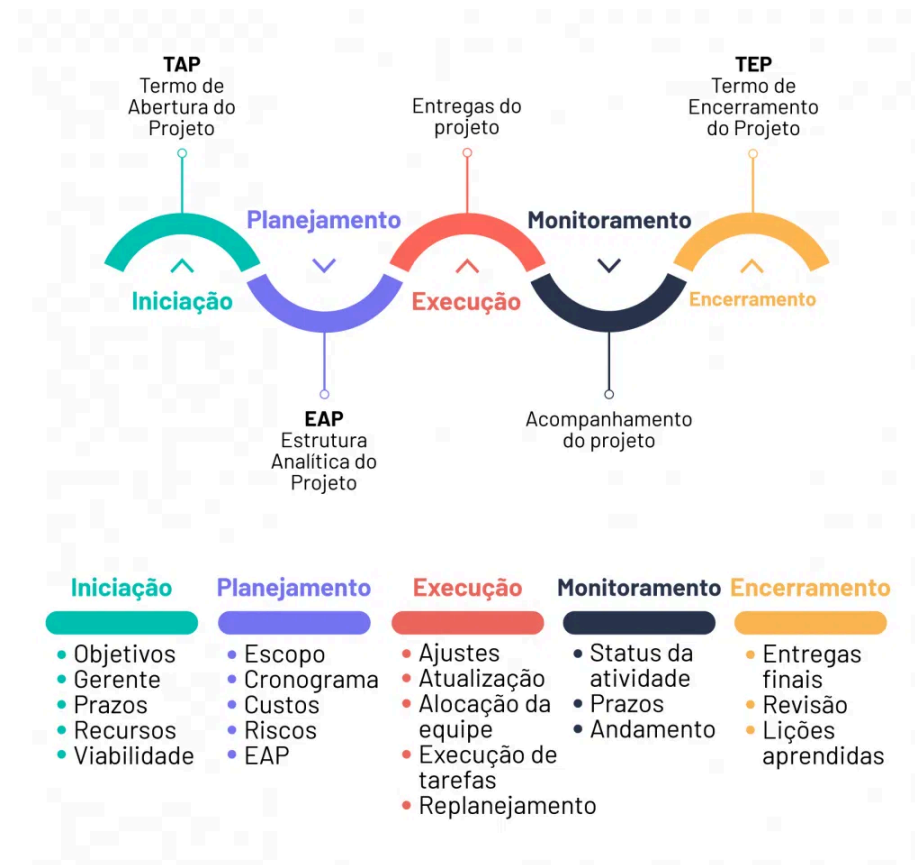 TAP
Termo de
Abertura do
Projeto
Entregas do
projeto
TEP
Termo de
Encerramento
do Projeto
Planejamento
Monitoramento
Iniciação
Execução
Encerramento
EAP
Estrutura
Analítica do
Projeto
Acompanhamento
do projeto
Iniciação
Objetivos
Gerente
Prazos
Recursos
Viabilidade
Planejamento
Escopo
Cronograma
Custos
Riscos
EAP
Execução
Ajustes
Atualização
Alocação da
equipe
Execução de
tarefas
Replanejamento
Monitoramento
Status da
atividade
Prazos
Andamento
Encerramento
Entregas
finais
Revisão
Lições
aprendidas